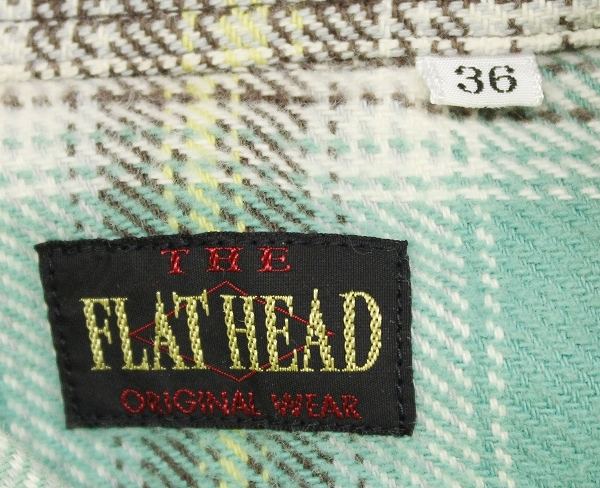 36
THE
FLAT HEAD
ORIGINAL WEAR